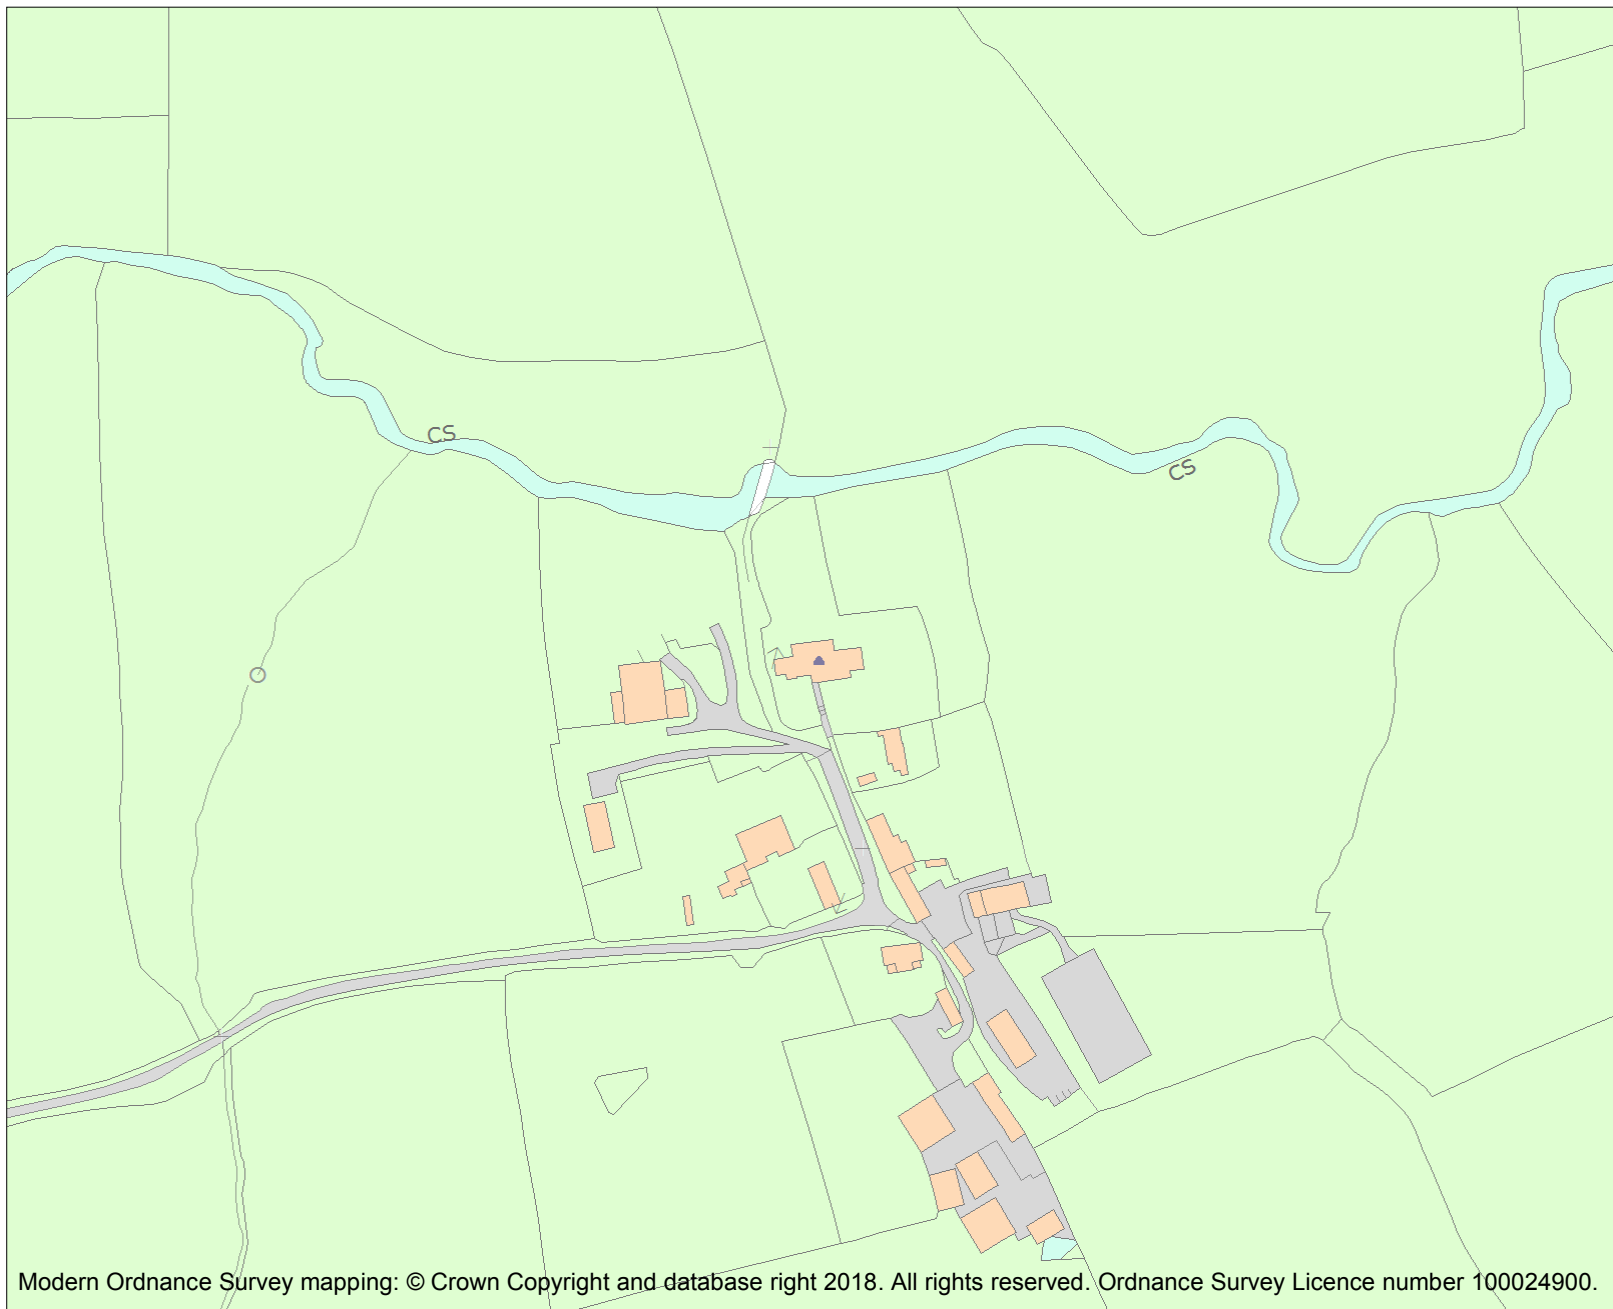 CS
CS
Modern Ordnance Survey mapping: © Crown Copyright and database right 2018. All rights reserved. Ordnance Survey Licence number 100024900.